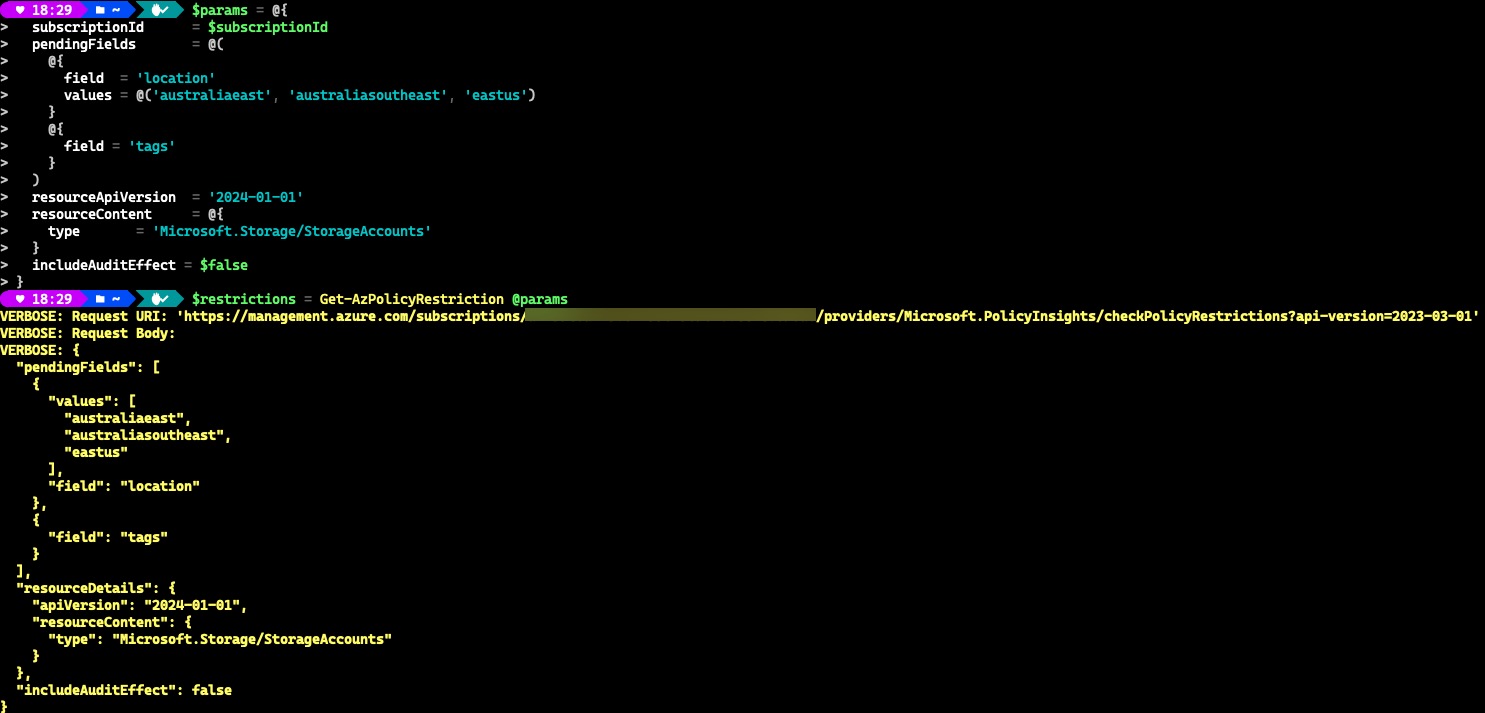 ♥ 18:29 ~ $params = @{
>   subscriptionId      = $subscriptionId
>   pendingFields       = @(
>     @{
>       field  = 'location'
>       values = @('australiaeast', 'australiasoutheast', 'eastus')
>     }
>     @{
>       field = 'tags'
>     }
>   )
>   resourceApiVersion  = '2024-01-01'
>   resourceContent     = @{
>     type       = 'Microsoft.Storage/StorageAccounts'
>   }
>   includeAuditEffect = $false
> }
♥ 18:29 ~ $restrictions = Get-AzPolicyRestriction @params
VERBOSE: Request URI: 'https://management.azure.com/subscriptions/ /providers/Microsoft.PolicyInsights/checkPolicyRestrictions?api-version=2023-03-01'
VERBOSE: Request Body:
VERBOSE: {
  "pendingFields": [
    {
      "values": [
        "australiaeast",
        "australiasoutheast",
        "eastus"
      ],
      "field": "location"
    },
    {
      "field": "tags"
    }
  ],
  "resourceDetails": {
    "apiVersion": "2024-01-01",
    "resourceContent": {
      "type": "Microsoft.Storage/StorageAccounts"
    }
  },
  "includeAuditEffect": false
}